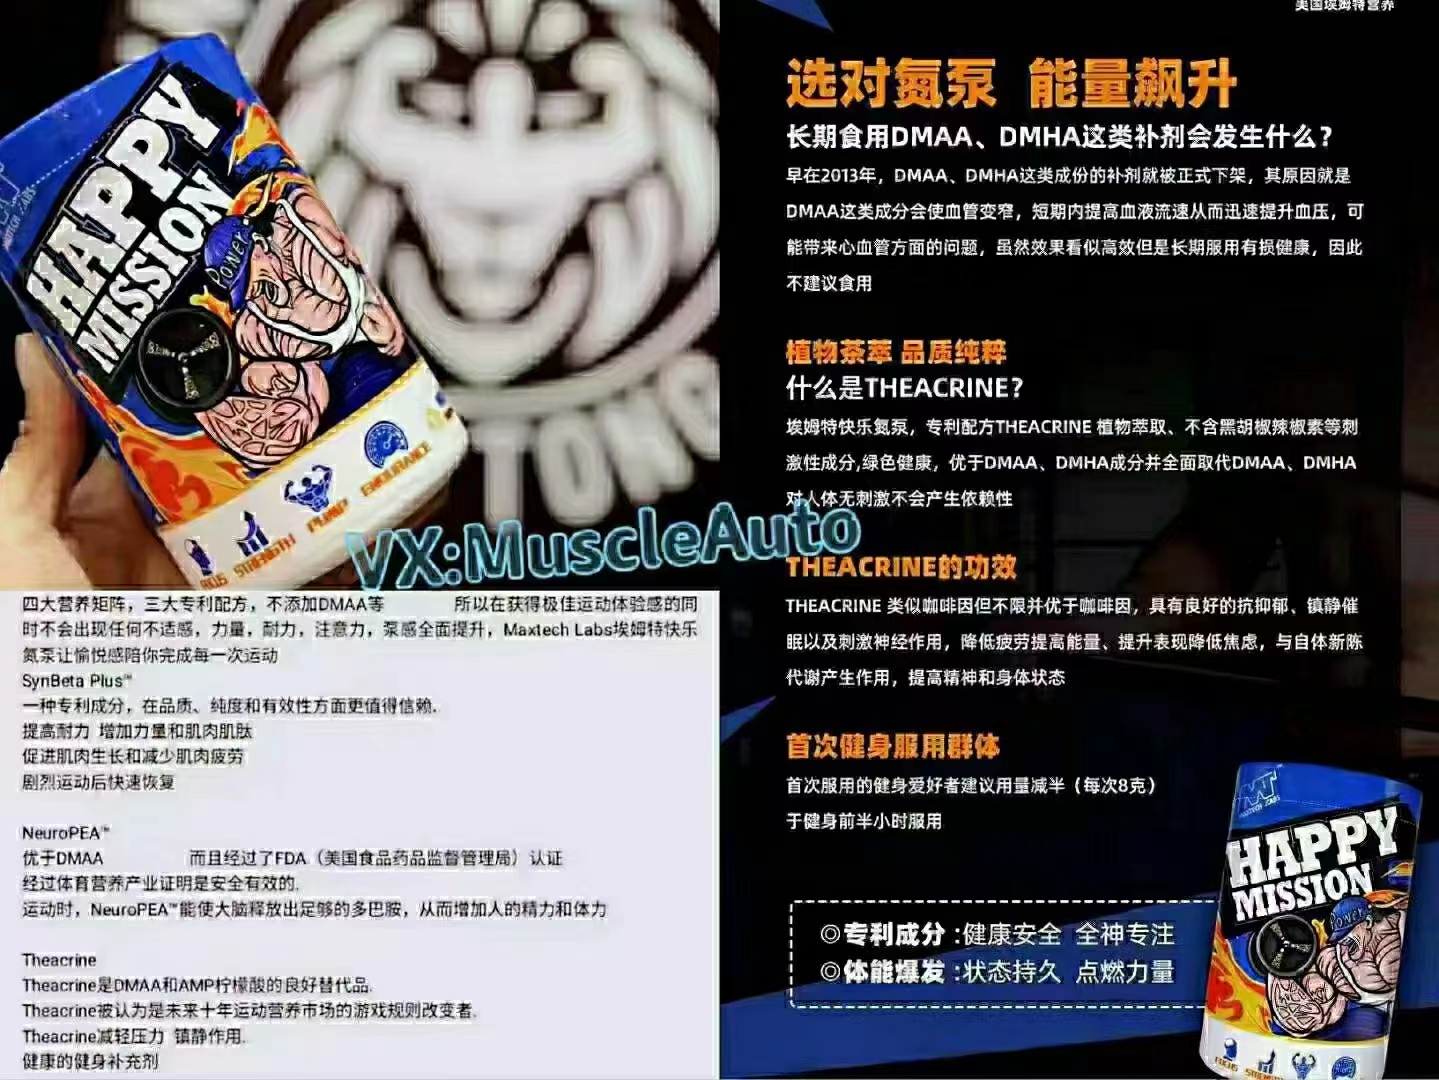 HAPPY
MISSION
Power
FOCUS STRENGTH PUMP ENDURANCE
TONG
VX:MuscleAuto
四大营养矩阵，三大专利配方，不添加DMAA等 所以在获得极佳运动体验感的同
时不会出现任何不适感，力量，耐力，注意力，泵感全面提升，Maxtech Labs埃姆特快乐
氮泵让愉悦感陪你完成每一次运动
SynBeta Plus™
一种专利成分，在品质、纯度和有效性方面更值得信赖.
提高耐力 增加力量和肌肉肌肽
促进肌肉生长和减少肌肉疲劳
剧烈运动后快速恢复
NeuroPEA™
优于DMAA 而且经过了FDA（美国食品药品监督管理局）认证
经过体育营养产业证明是安全有效的.
运动时，NeuroPEA™能使大脑释放出足够的多巴胺，从而增加人的精力和体力
Theacrine
Theacrine是DMAA和AMP柠檬酸的良好替代品.
Theacrine被认为是未来十年运动营养市场的游戏规则改变者.
Theacrine减轻压力 镇静作用.
健康的健身补充剂
美国埃姆特营养
选对氮泵 能量飙升
长期食用DMAA、DMHA这类补剂会发生什么？
早在2013年，DMAA、DMHA这类成份的补剂就被正式下架，其原因就是
DMAA这类成分会使血管变窄，短期内提高血液流速从而迅速提升血压，可
能带来心血管方面的问题，虽然效果看似高效但是长期服用有损健康，因此
不建议食用
植物茶萃 品质纯粹
什么是THEACRINE？
埃姆特快乐氮泵，专利配方THEACRINE 植物萃取、不含黑胡椒辣椒素等刺
激性成分,绿色健康，优于DMAA、DMHA成分并全面取代DMAA、DMHA
对人体无刺激不会产生依赖性
THEACRINE的功效
THEACRINE 类似咖啡因但不限并优于咖啡因，具有良好的抗抑郁、镇静催
眠以及刺激神经作用，降低疲劳提高能量、提升表现降低焦虑，与自体新陈
代谢产生作用，提高精神和身体状态
首次健身服用群体
首次服用的健身爱好者建议用量减半（每次8克）
于健身前半小时服用
◎专利成分 :健康安全 全神专注
◎体能爆发 :状态持久 点燃力量
MAXTECH LABS
HAPPY
MISSION
Power